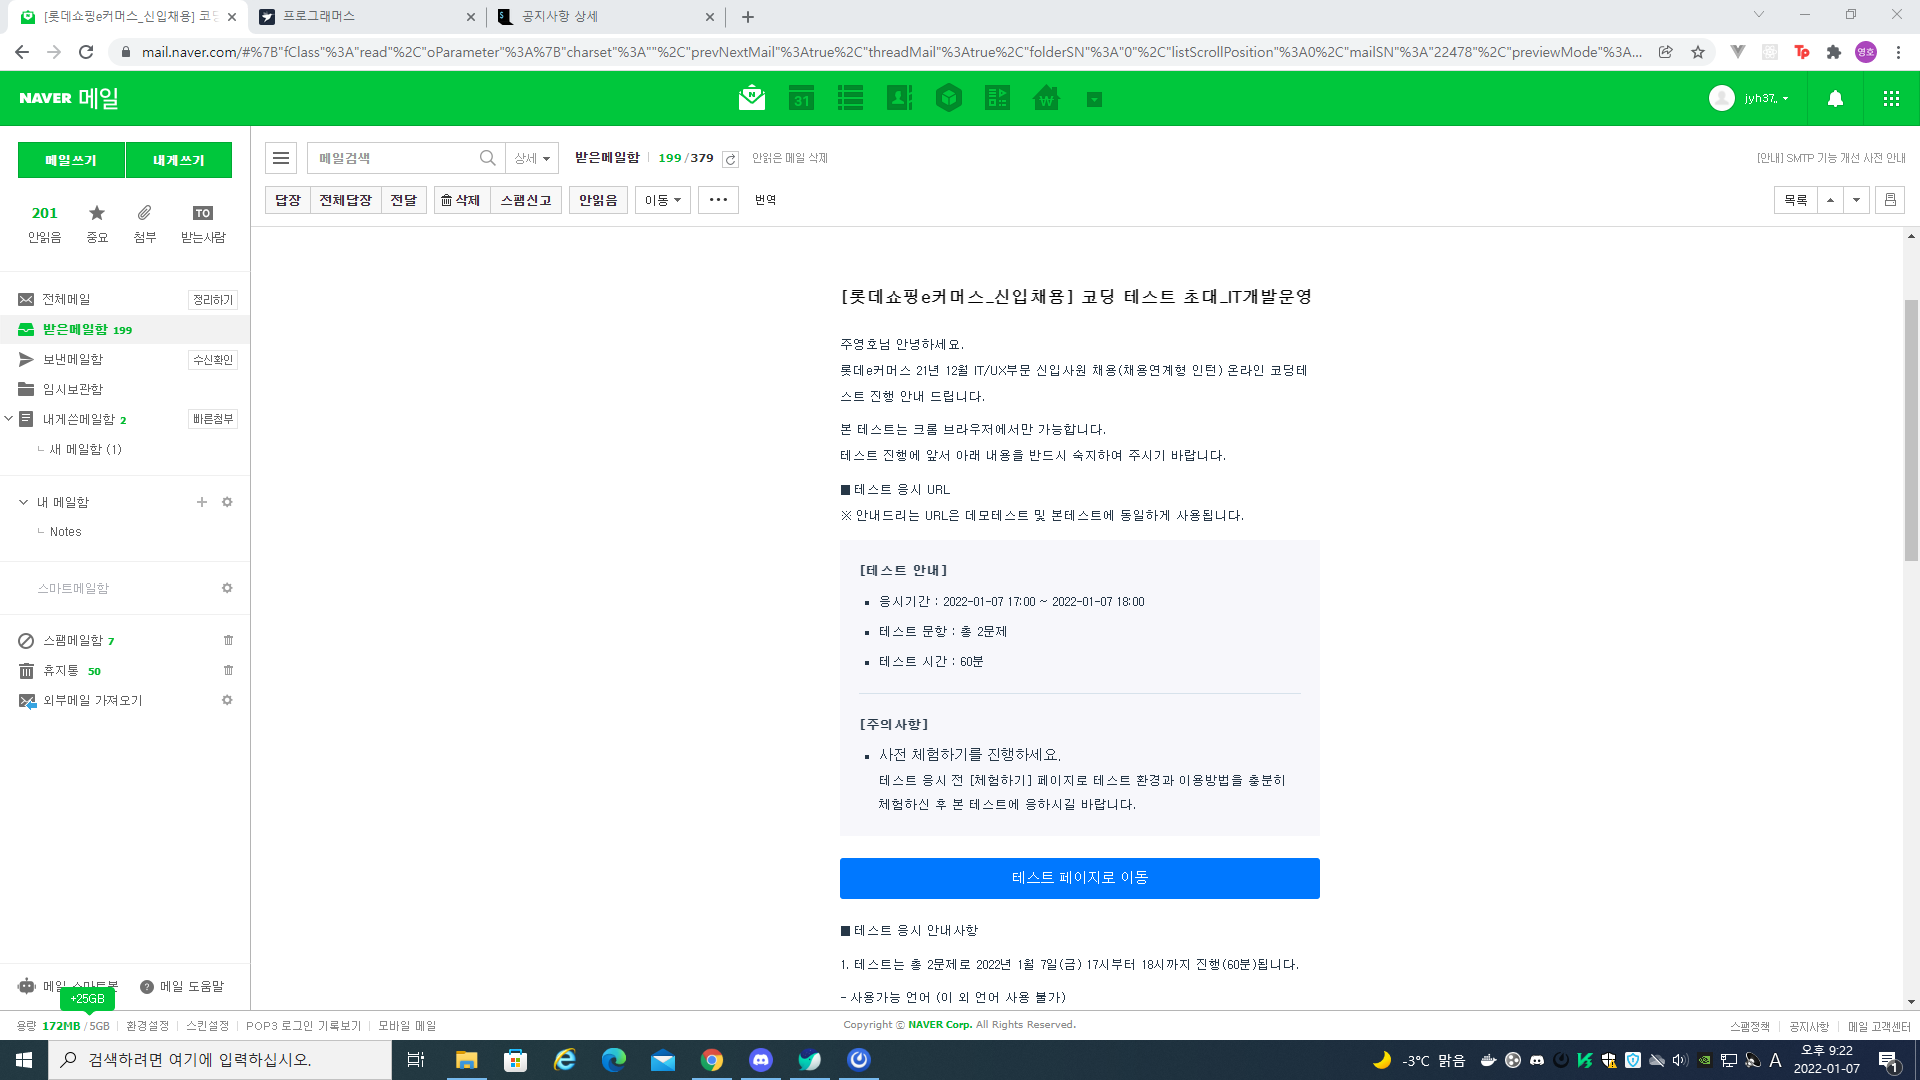 [롯데쇼핑e커머스_신입채용] 코딩
프로그래머스
공지사항 상세
mail.naver.com/#%7B"fClass"%3A"read"%2C"oParameter"%3A%7B"charset"%3A""%2C"prevNextMail"%3Atrue%2C"threadMail"%3Atrue%2C"folderSN"%3A"0"%2C"listScrollPosition"%3A0%2C"mailSN"%3A"22478"%2C"previewMode"%3A...
영호
NAVER 메일
31
jyh37..
메일쓰기
내게쓰기
메일검색
상세
받은메일함 199/379
안읽은 메일 삭제
[안내] SMTP 기능 개선 사전 안내
답장
전체답장
전달
삭제
스팸신고
안읽음
이동
번역
목록
201
TO
안읽음
중요
첨부
받는사람
전체메일
정리하기
받은메일함 199
보낸메일함
수신확인
임시보관함
내게쓴메일함 2
빠른첨부
새 메일함 (1)
내 메일함
Notes
스마트메일함
스팸메일함 7
휴지통 50
외부메일 가져오기
[롯데쇼핑e커머스_신입채용] 코딩 테스트 초대_IT개발운영
주영호님 안녕하세요.
롯데e커머스 21년 12월 IT/UX부문 신입사원 채용(채용연계형 인턴) 온라인 코딩테
스트 진행 안내 드립니다.
본 테스트는 크롬 브라우저에서만 가능합니다.
테스트 진행에 앞서 아래 내용을 반드시 숙지하여 주시기 바랍니다.
■ 테스트 응시 URL
※ 안내드리는 URL은 데모테스트 및 본테스트에 동일하게 사용됩니다.
[테스트 안내]
▪ 응시기간 : 2022-01-07 17:00 ~ 2022-01-07 18:00
▪ 테스트 문항 : 총 2문제
▪ 테스트 시간 : 60분
[주의사항]
▪ 사전 체험하기를 진행하세요.
테스트 응시 전 [체험하기] 페이지로 테스트 환경과 이용방법을 충분히
체험하신 후 본 테스트에 응하시길 바랍니다.
테스트 페이지로 이동
■ 테스트 응시 안내사항
1. 테스트는 총 2문제로 2022년 1월 7일(금) 17시부터 18시까지 진행(60분)됩니다.
- 사용가능 언어 (이 외 언어 사용 불가)
메일 스마트봇
메일 도움말
+25GB
용량 172MB / 5GB
환경설정
스킨설정
POP3 로그인 기록보기
모바일 메일
Copyright © NAVER Corp. All Rights Reserved.
스팸정책
공지사항
메일 고객센터
검색하려면 여기에 입력하십시오.
-3°C 맑음
A
오후 9:22
2022-01-07
1